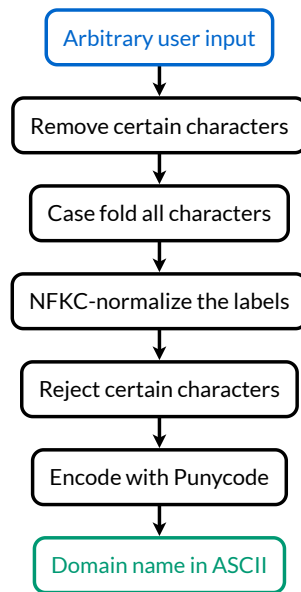 Arbitrary user input
Remove certain characters
Case fold all characters
NFKC-normalize the labels
Reject certain characters
Encode with Punycode
Domain name in ASCII